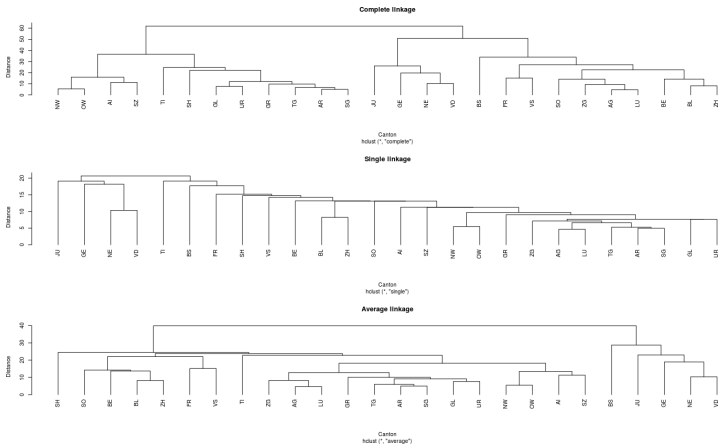 Complete linkage
Distance
0 10 20 30 40 50 60
NW OW AI SZ TI SH GL UR GR TG AR SG JU GE NE VD BS FR VS SO ZG AG LU BE BL ZH
Canton
hclust (*, "complete")
Single linkage
Distance
0 5 10 15 20
JU GE NE VD TI BS FR SH VS BE BL ZH SO AI SZ NW OW GR ZG AG LU TG AR SG GL UR
Canton
hclust (*, "single")
Average linkage
Distance
0 10 20 30 40
SH SO BE BL ZH FR VS TI ZG AG LU GR TG AR SG GL UR NW OW AI SZ BS JU GE NE VD
Canton
hclust (*, "average")